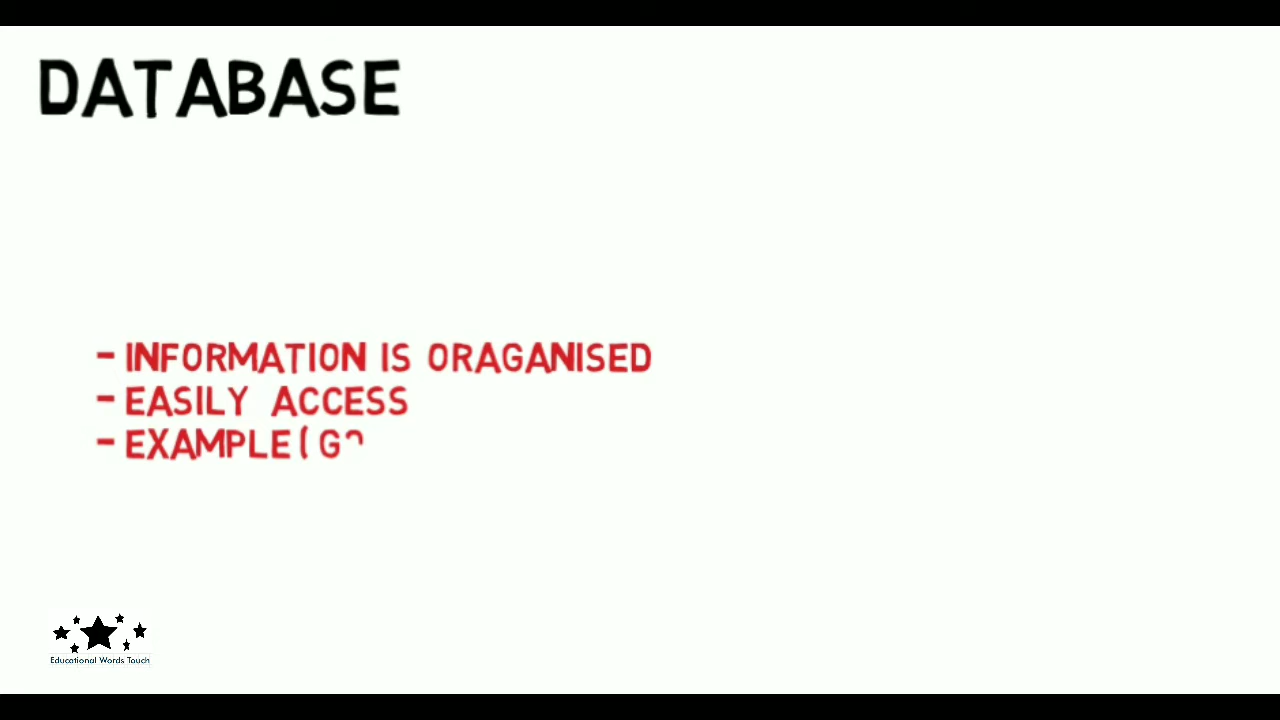 DATABASE
- INFORMATION IS ORAGANISED
- EASILY ACCESS
- EXAMPLE( G
Educational Words Touch